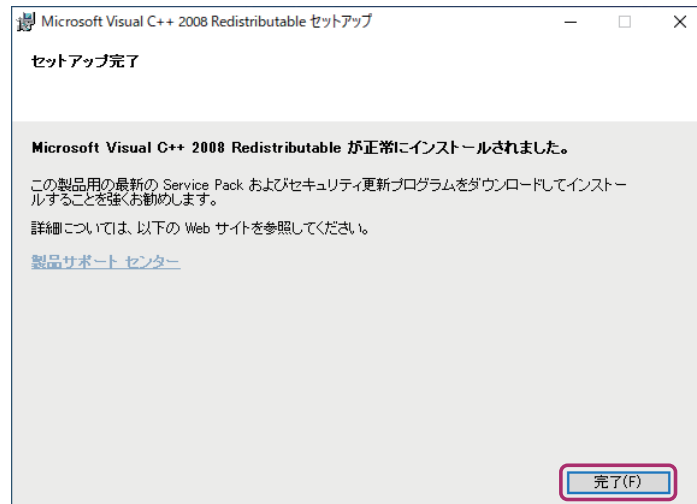 Microsoft Visual C++ 2008 Redistributable セットアップ
セットアップ完了
Microsoft Visual C++ 2008 Redistributable が正常にインストールされました。
この製品用の最新の Service Pack およびセキュリティ更新プログラムをダウンロードしてインストー
ルすることを強くお勧めします。
詳細については、以下の Web サイトを参照してください。
製品サポート センター
完了(F)